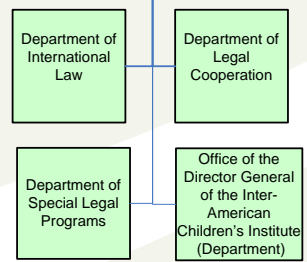 Department of
International
Law
Department of
Legal
Cooperation
Department of
Special Legal
Programs
Office of the
Director General
of the Inter-
American
Children's Institute
(Department)